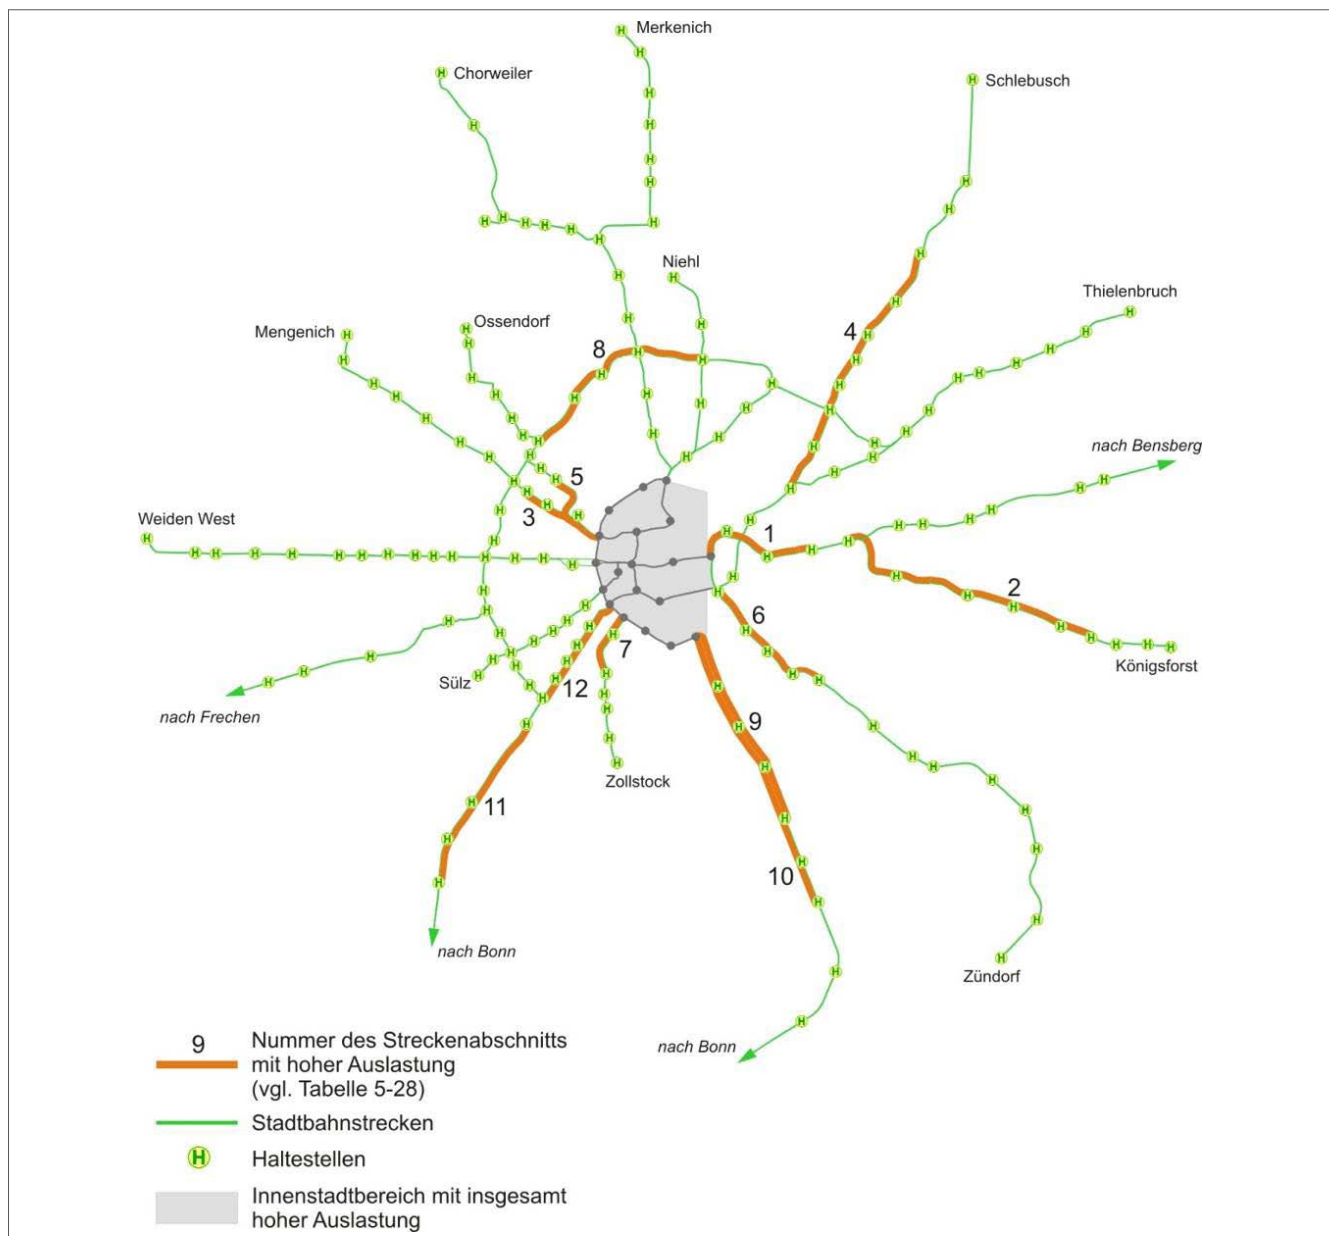 Merkenich
Chorweiler
Schlebusch
Niehl
Thielenbruch
Ossendorf
Mengenich
4
8
nach Bensberg
5
3
Weiden West
1
2
6
Königsforst
7
Sülz
12
nach Frechen
9
Zollstock
11
10
nach Bonn
Zündorf
nach Bonn
9
Nummer des Streckenabschnitts
mit hoher Auslastung
(vgl. Tabelle 5-28)
Stadtbahnstrecken
H
Haltestellen
Innenstadtbereich mit insgesamt
hoher Auslastung